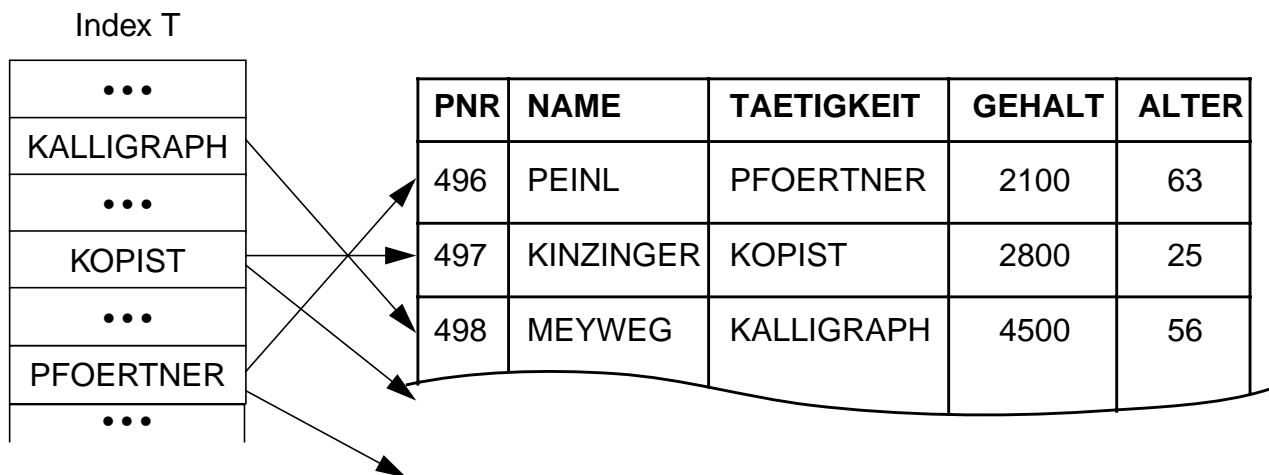 Index T
•••
KALLIGRAPH
•••
KOPIST
•••
PFOERTNER
•••
PNR NAME TAETIGKEIT GEHALT ALTER
496 PEINL PFOERTNER 2100 63
497 KINZINGER KOPIST 2800 25
498 MEYWEG KALLIGRAPH 4500 56